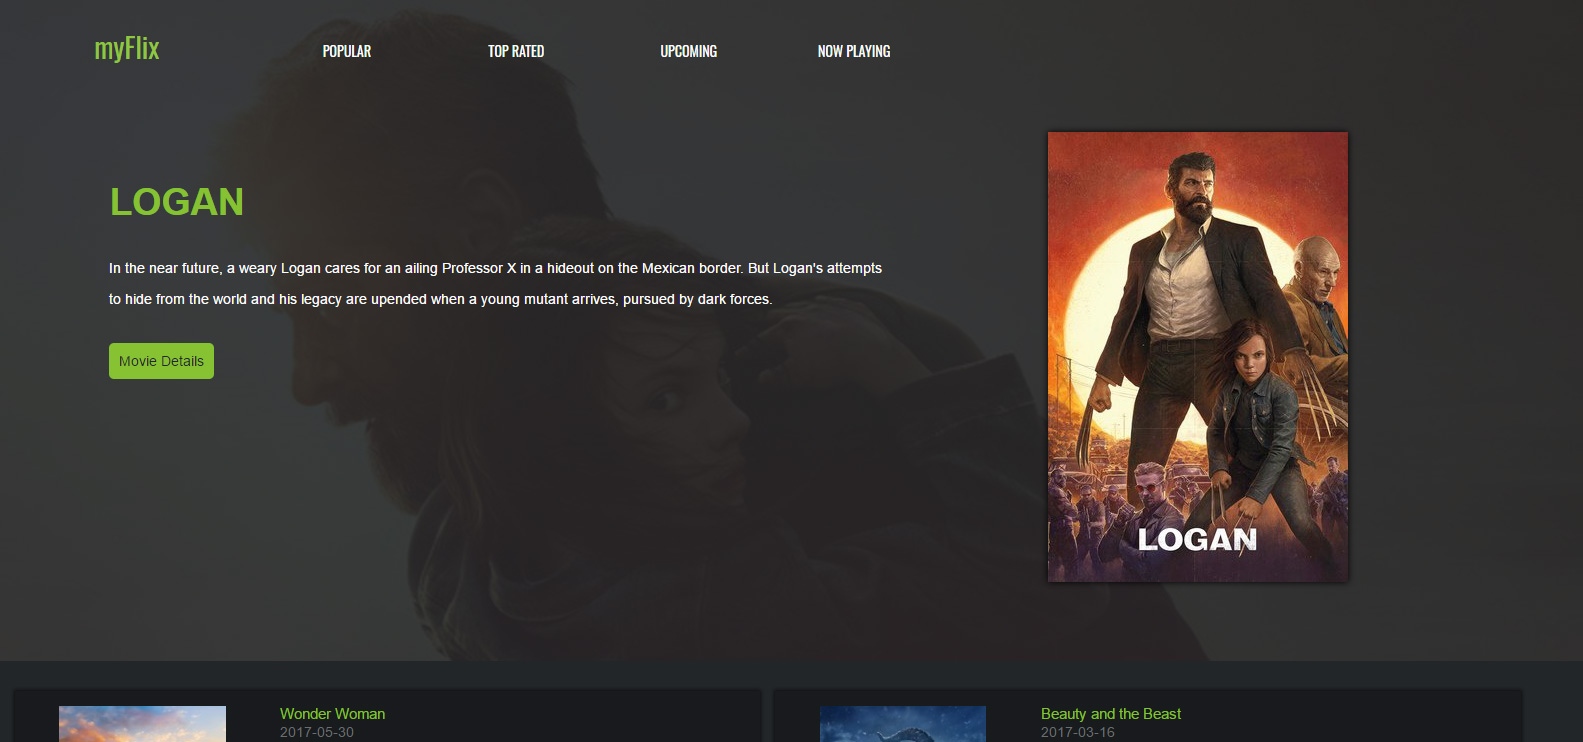 myFlix
POPULAR
TOP RATED
UPCOMING
NOW PLAYING
LOGAN
In the near future, a weary Logan cares for an ailing Professor X in a hideout on the Mexican border. But Logan's attempts
to hide from the world and his legacy are upended when a young mutant arrives, pursued by dark forces.
Movie Details
LOGAN
Wonder Woman
2017-05-30
Beauty and the Beast
2017-03-16